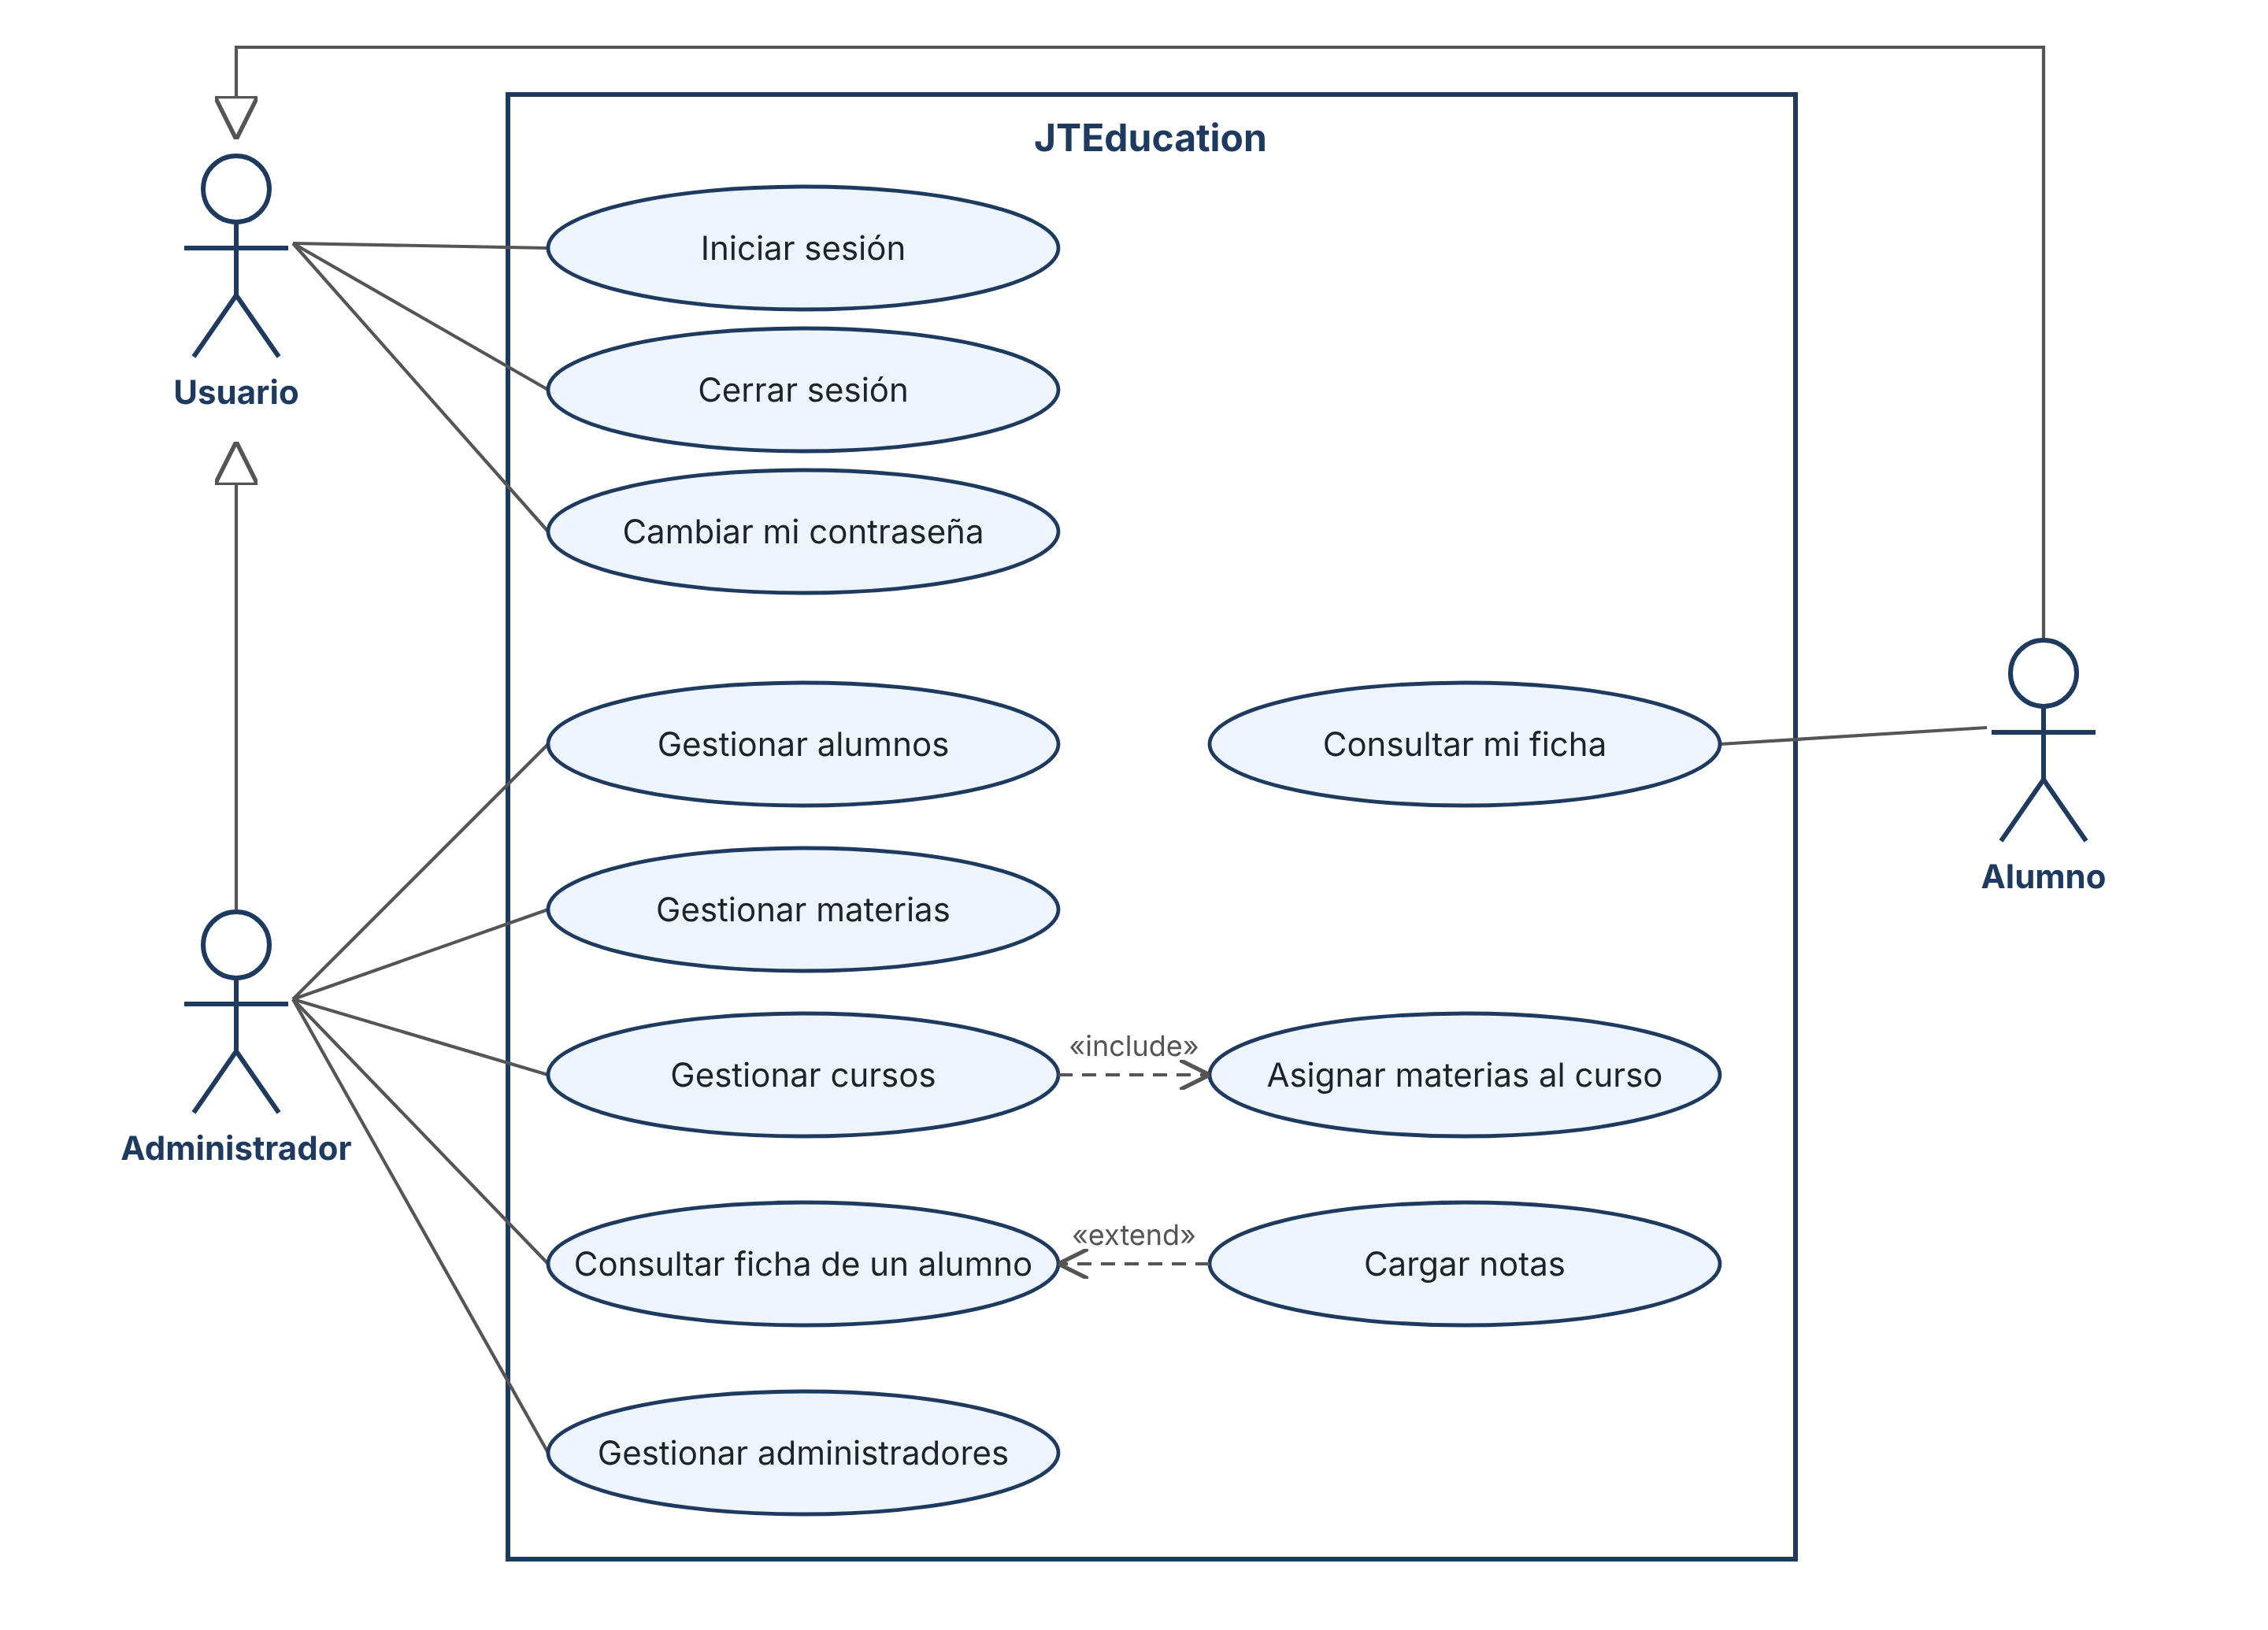 JTEducation
Iniciar sesión
Cerrar sesión
Usuario
Cambiar mi contraseña
Gestionar alumnos
Consultar mi ficha
Alumno
Gestionar materias
«include»
Gestionar cursos
Asignar materias al curso
Administrador
«extend»
Consultar ficha de un alumno
Cargar notas
Gestionar administradores